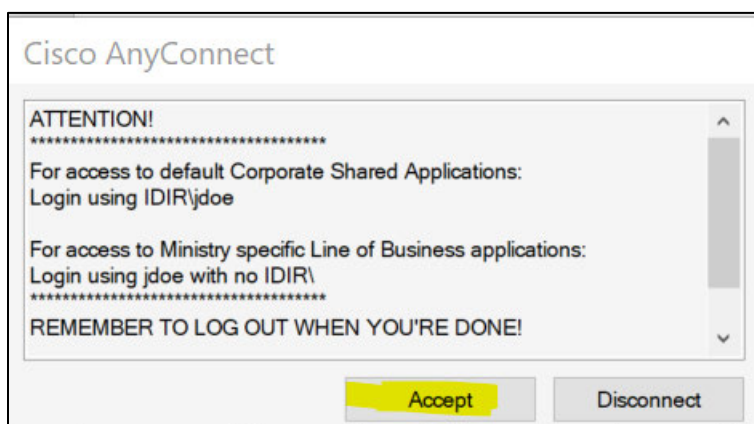 Cisco AnyConnect
ATTENTION!
*************************************
For access to default Corporate Shared Applications:
Login using IDIR\jdoe
For access to Ministry specific Line of Business applications:
Login using jdoe with no IDIR\
*************************************
REMEMBER TO LOG OUT WHEN YOU'RE DONE!
Accept
Disconnect